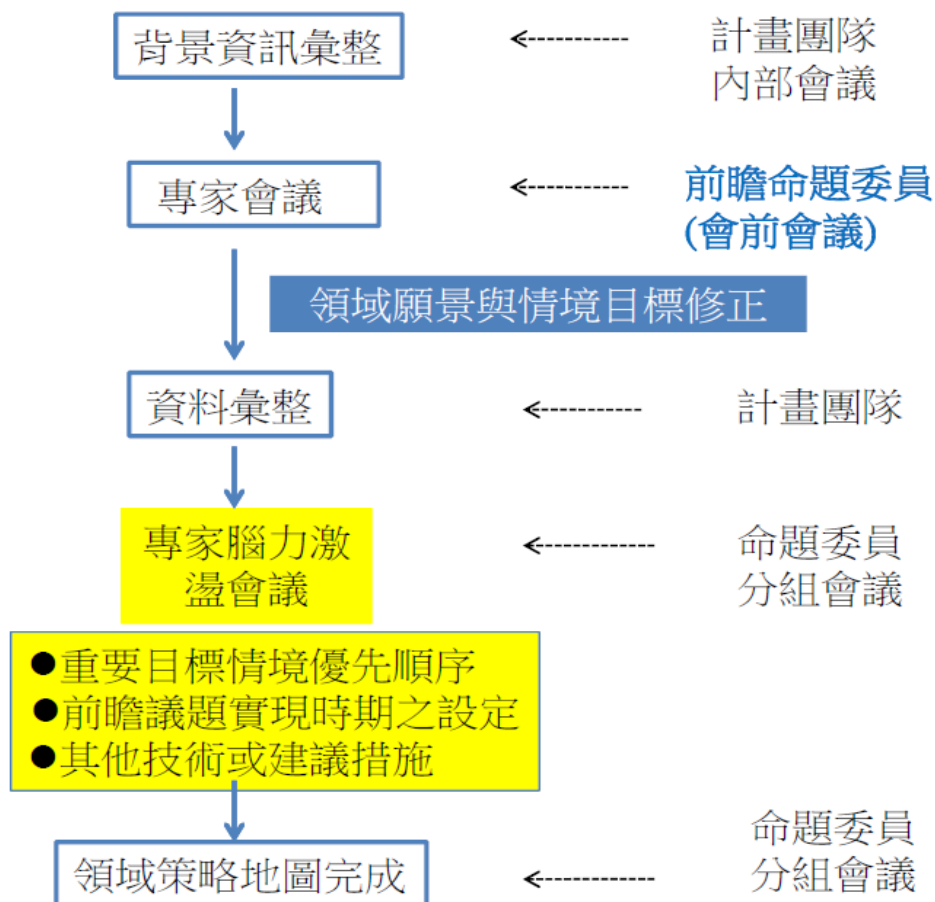 背景資訊彙整
計畫團隊
內部會議
專家會議
前瞻命題委員
(會前會議)
領域願景與情境目標修正
資料彙整
計畫團隊
專家腦力激
盪會議
命題委員
分組會議
●重要目標情境優先順序
●前瞻議題實現時期之設定
●其他技術或建議措施
領域策略地圖完成
命題委員
分組會議